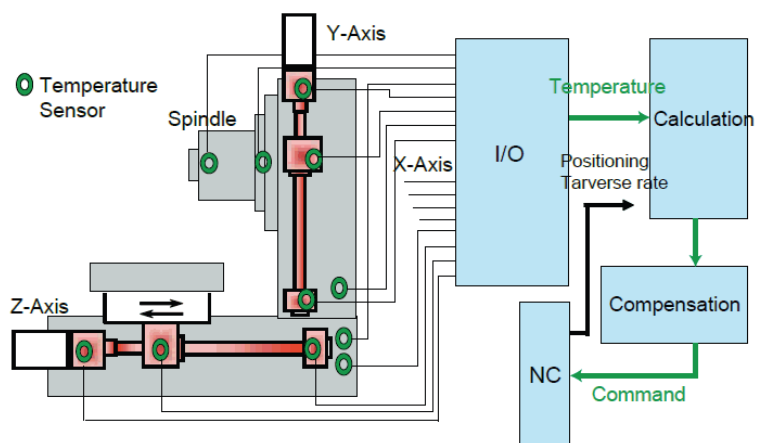 Y-Axis
Temperature
Sensor
Spindle
X-Axis
I/O
Temperature
Calculation
Positioning
Tarverse rate
Z-Axis
Compensation
NC
Command